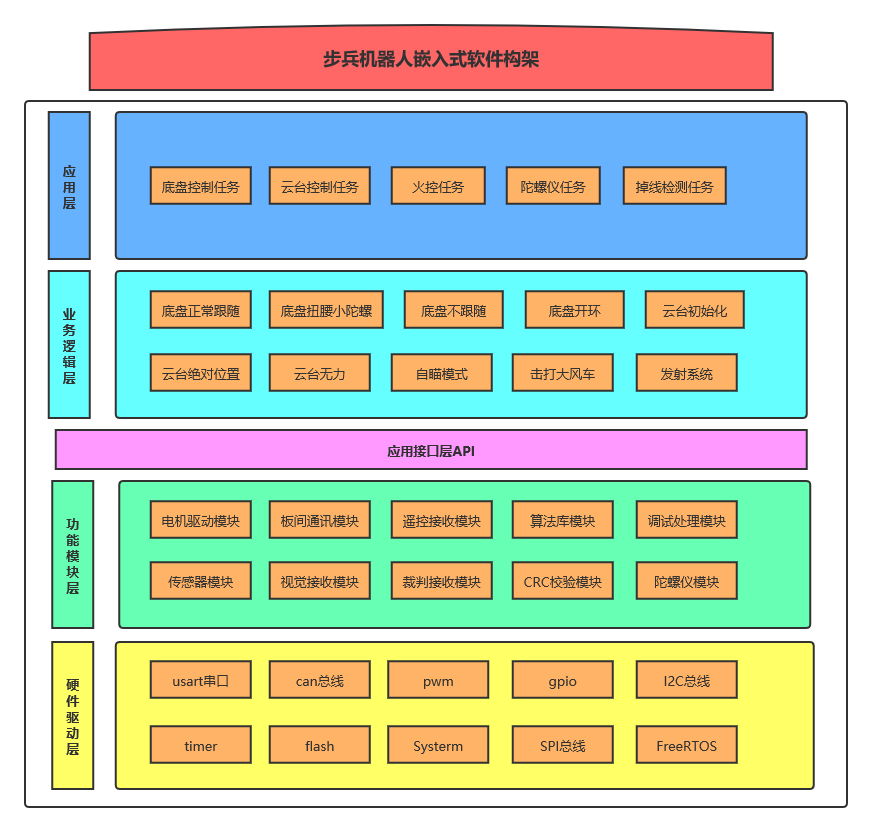 步兵机器人嵌入式软件构架
应用层
底盘控制任务
云台控制任务
火控任务
陀螺仪任务
掉线检测任务
业务逻辑层
底盘正常跟随
底盘扭腰小陀螺
底盘不跟随
底盘开环
云台初始化
云台绝对位置
云台无力
自瞄模式
击打大风车
发射系统
应用接口层API
功能模块层
电机驱动模块
板间通讯模块
遥控接收模块
算法库模块
调试处理模块
传感器模块
视觉接收模块
裁判接收模块
CRC校验模块
陀螺仪模块
硬件驱动层
usart串口
can总线
pwm
gpio
I2C总线
timer
flash
Systerm
SPI总线
FreeRTOS